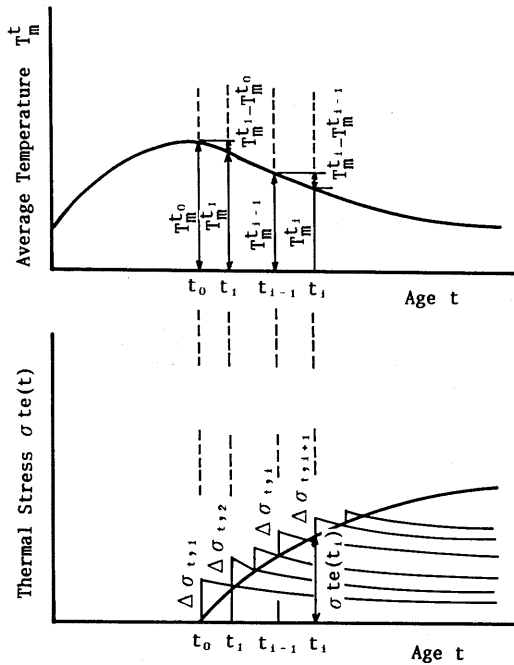 Average Temperature T_m^t
T_m^{t_1}-T_m^{t_0}
T_m^{t_i}-T_m^{t_{i-1}}
T_m^{t_0}
T_m^{t_1}
T_m^{t_{i-1}}
T_m^{t_i}
t_0 t_1 t_{i-1} t_i
Age t
Thermal Stress σte(t)
Δσ_{t,1}
Δσ_{t,2}
Δσ_{t,i}
Δσ_{t,i+1}
σte(t_i)
t_0 t_1 t_{i-1} t_i
Age t